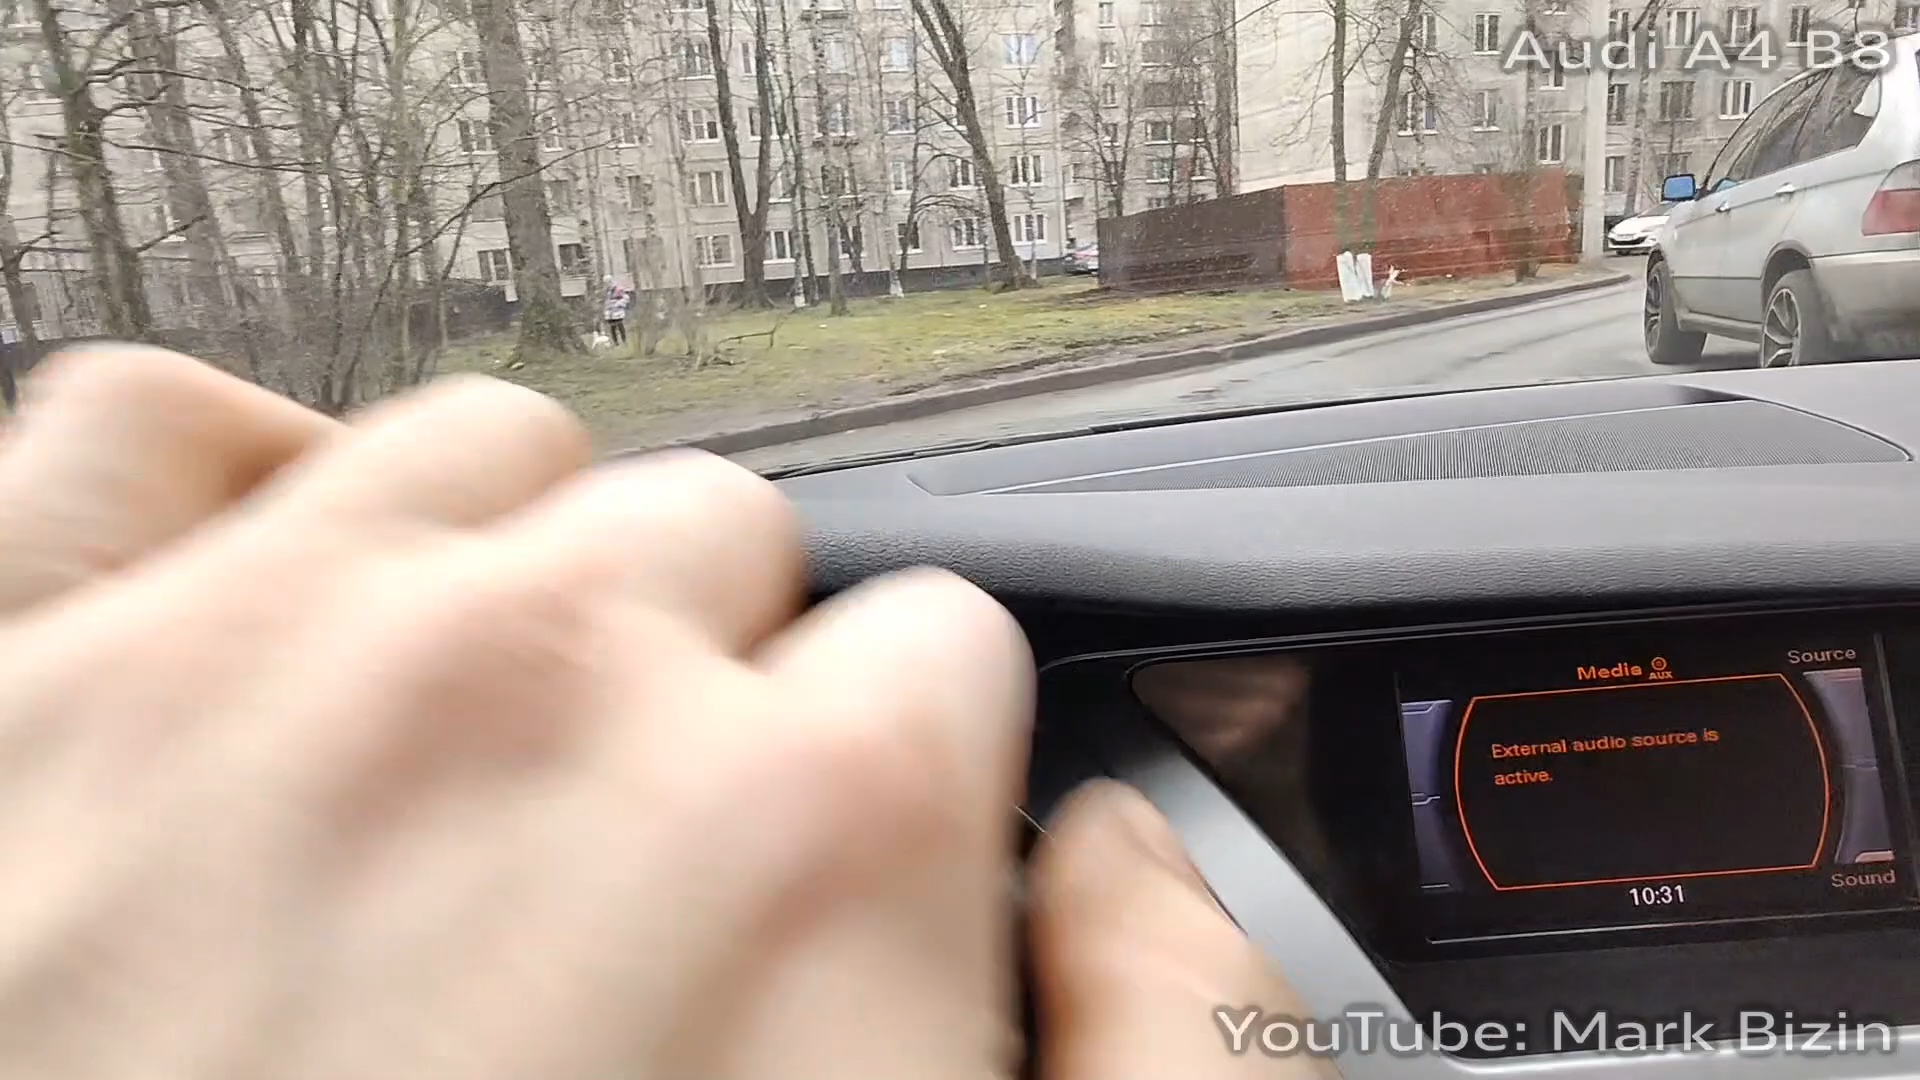 Audi A4 B8
Source
Media
AUX
External audio source is
active.
10:31
Sound
YouTube: Mark Bizin